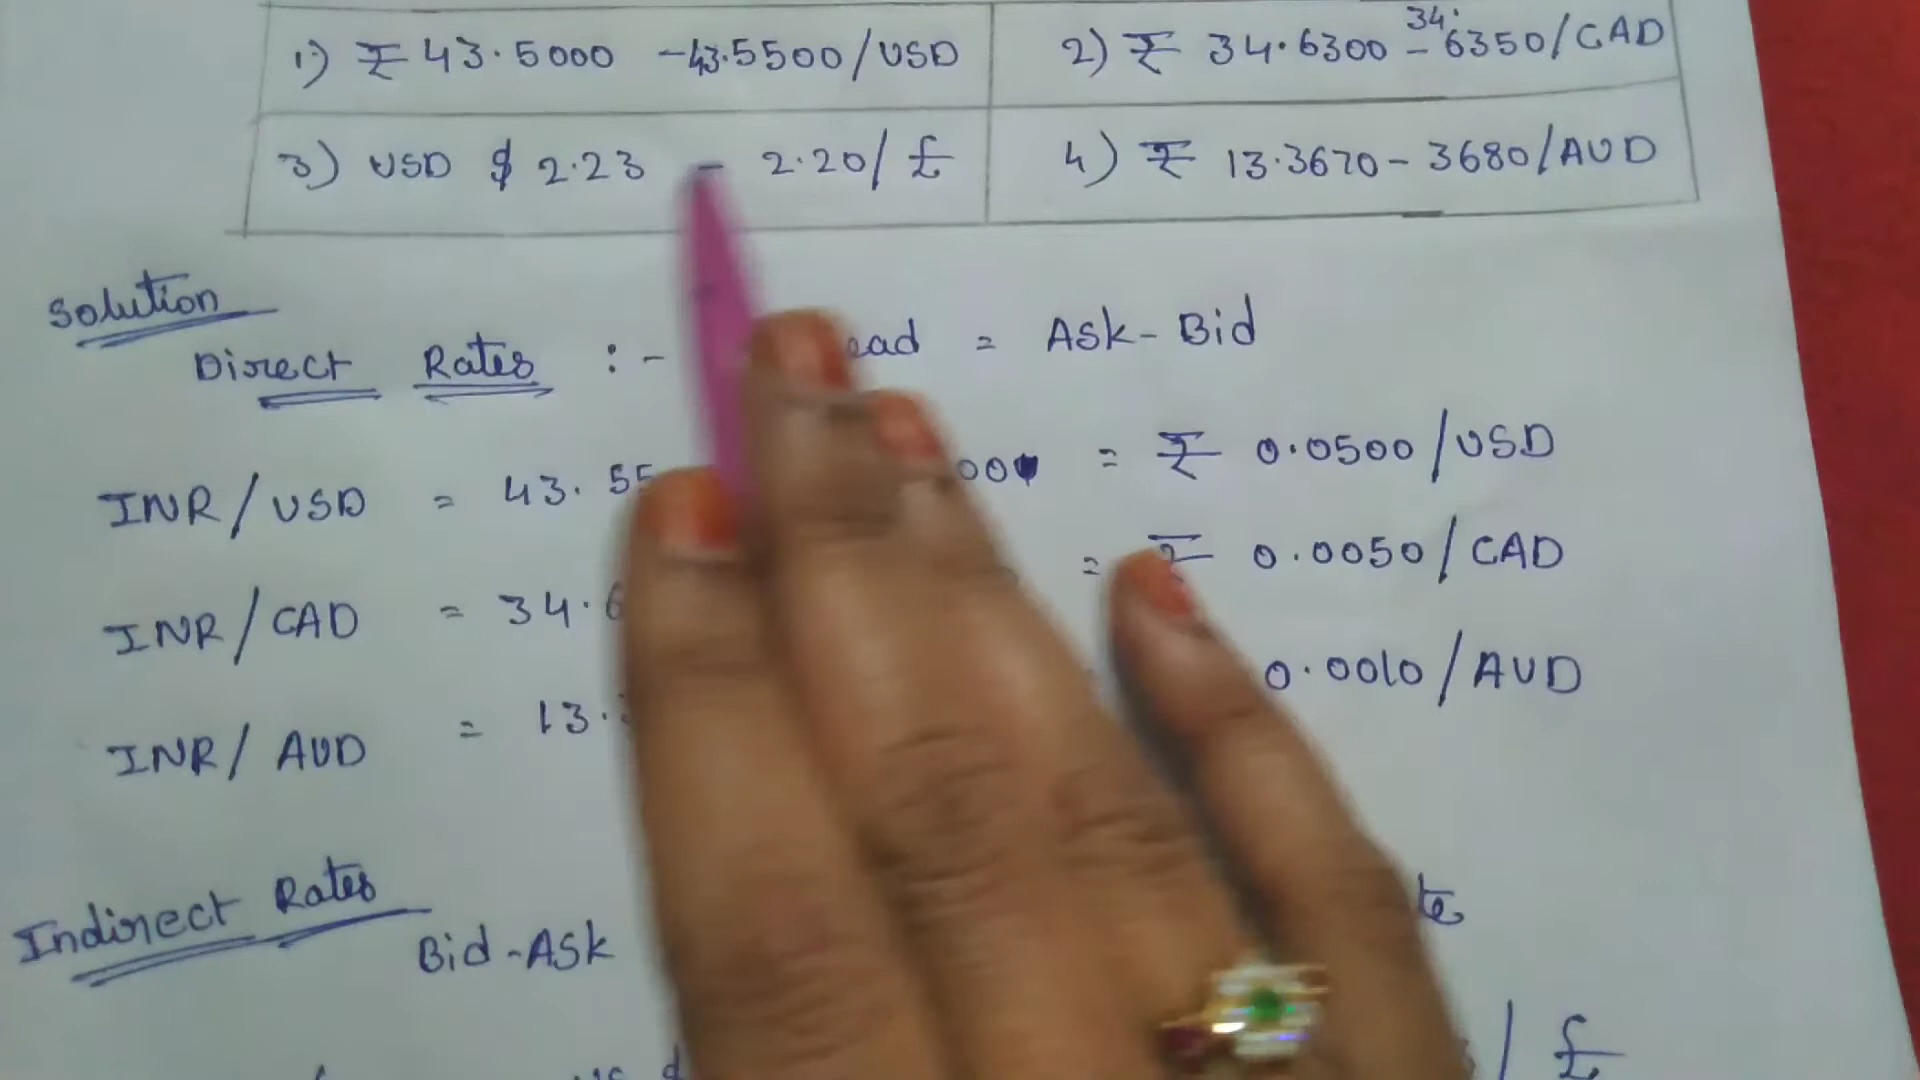 1) ₹ 43.5000 - 43.5500/USD
2) ₹ 34.6300 - 34.6350/CAD
3) USD $ 2.23 - 2.20/£
4) ₹ 13.3670 - 3680/AUD
Solution
Direct Rates :- = Ask-Bid
INR/USD = 43.55 = ₹ 0.0500/USD
INR/CAD = 34.6 = ₹ 0.0050/CAD
INR/AUD = 13. 0.0010/AUD
Indirect Rates
Bid-Ask
/£